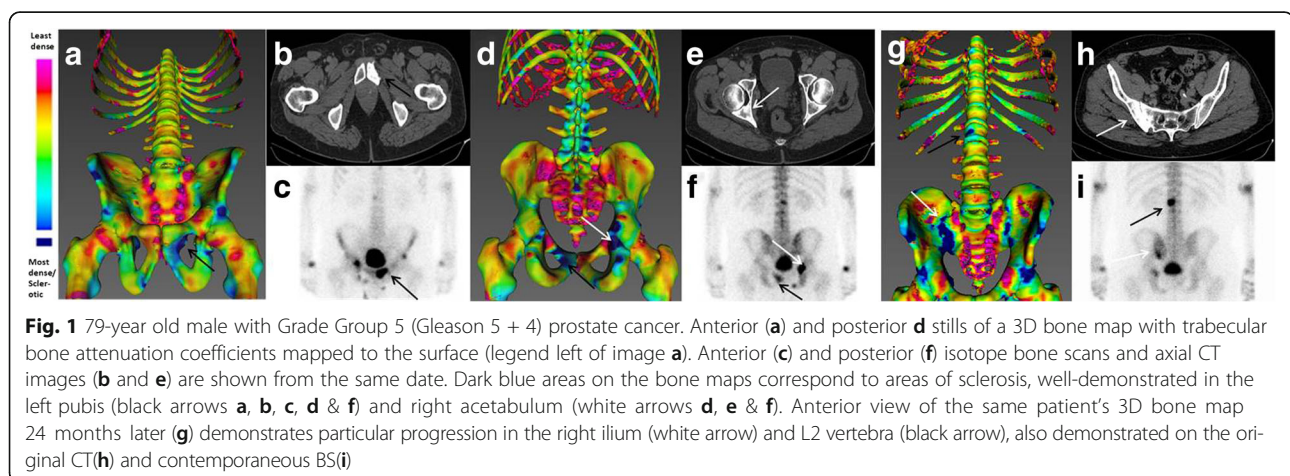 Least
dense
Most
dense/
Scler-
otic
a
b
c
d
e
f
g
h
i
Fig. 1 79-year old male with Grade Group 5 (Gleason 5 + 4) prostate cancer. Anterior (a) and posterior d stills of a 3D bone map with trabecular
bone attenuation coefficients mapped to the surface (legend left of image a). Anterior (c) and posterior (f) isotope bone scans and axial CT
images (b and e) are shown from the same date. Dark blue areas on the bone maps correspond to areas of sclerosis, well-demonstrated in the
left pubis (black arrows a, b, c, d & f) and right acetabulum (white arrows d, e & f). Anterior view of the same patient's 3D bone map
24 months later (g) demonstrates particular progression in the right ilium (white arrow) and L2 vertebra (black arrow), also demonstrated on the ori-
ginal CT(h) and contemporaneous BS(i)